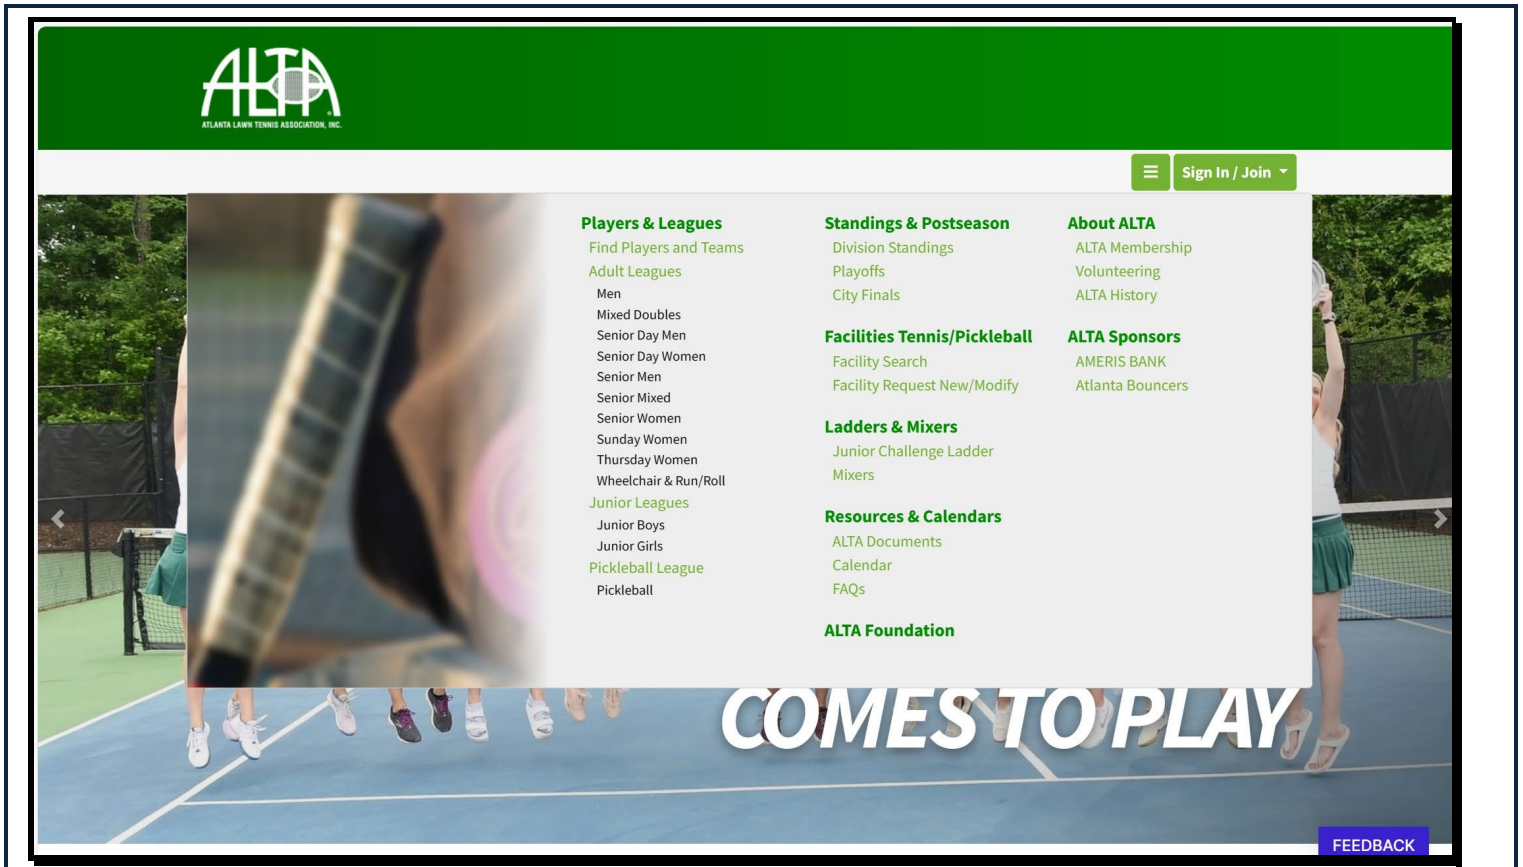 ALTA
ATLANTA LAWN TENNIS ASSOCIATION, INC.
Sign In / Join
Players & Leagues
Find Players and Teams
Adult Leagues
Men
Mixed Doubles
Senior Day Men
Senior Day Women
Senior Men
Senior Mixed
Senior Women
Sunday Women
Thursday Women
Wheelchair & Run/Roll
Junior Leagues
Junior Boys
Junior Girls
Pickleball League
Pickleball
Standings & Postseason
Division Standings
Playoffs
City Finals
Facilities Tennis/Pickleball
Facility Search
Facility Request New/Modify
Ladders & Mixers
Junior Challenge Ladder
Mixers
Resources & Calendars
ALTA Documents
Calendar
FAQs
ALTA Foundation
About ALTA
ALTA Membership
Volunteering
ALTA History
ALTA Sponsors
AMERIS BANK
Atlanta Bouncers
COMES TO PLAY
FEEDBACK